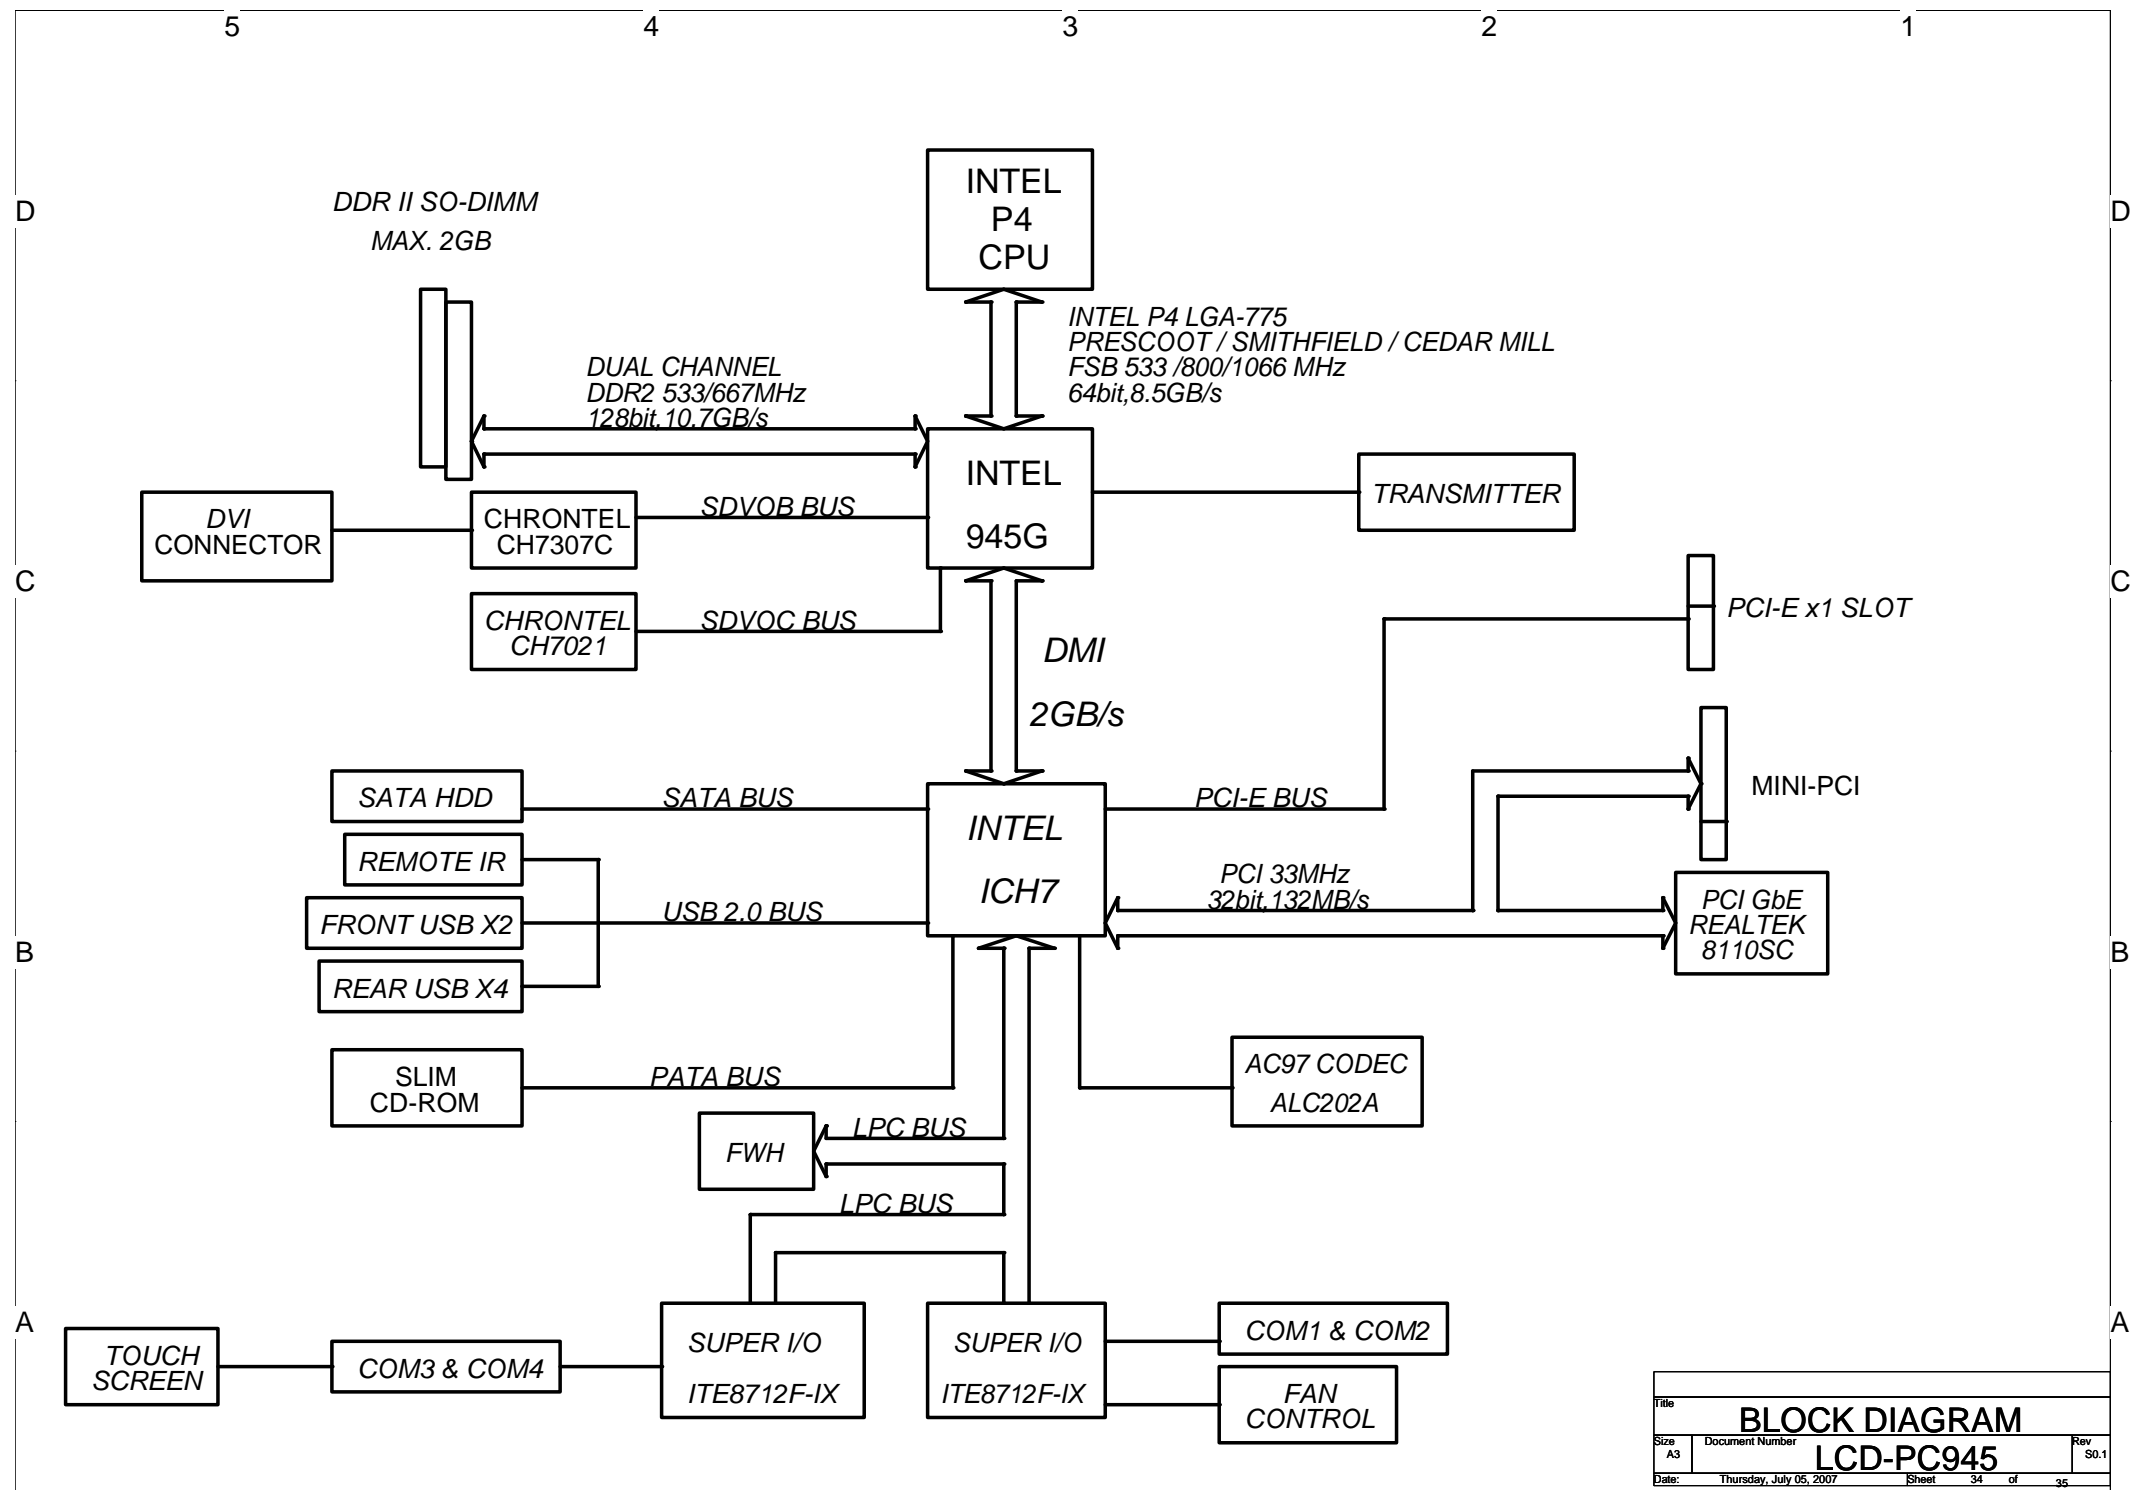 5 4 3 2 1
D D
C C
B B
A A
INTEL
P4
CPU
DDR II SO-DIMM
MAX. 2GB
INTEL P4 LGA-775
PRESCOOT / SMITHFIELD / CEDAR MILL
FSB 533 /800/1066 MHz
64bit,8.5GB/s
DUAL CHANNEL
DDR2 533/667MHz
128bit,10.7GB/s
INTEL
945G
TRANSMITTER
DVI
CONNECTOR
CHRONTEL
CH7307C
SDVOB BUS
CHRONTEL
CH7021
SDVOC BUS
DMI
2GB/s
PCI-E x1 SLOT
SATA HDD
SATA BUS
INTEL
ICH7
PCI-E BUS
MINI-PCI
REMOTE IR
FRONT USB X2
USB 2.0 BUS
REAR USB X4
PCI 33MHz
32bit,132MB/s
PCI GbE
REALTEK
8110SC
SLIM
CD-ROM
PATA BUS
AC97 CODEC
ALC202A
FWH
LPC BUS
LPC BUS
TOUCH
SCREEN
COM3 & COM4
SUPER I/O
ITE8712F-IX
SUPER I/O
ITE8712F-IX
COM1 & COM2
FAN
CONTROL
Title
BLOCK DIAGRAM
Size
A3
Document Number
LCD-PC945
Rev
S0.1
Date: Thursday, July 05, 2007 Sheet 34 of 35